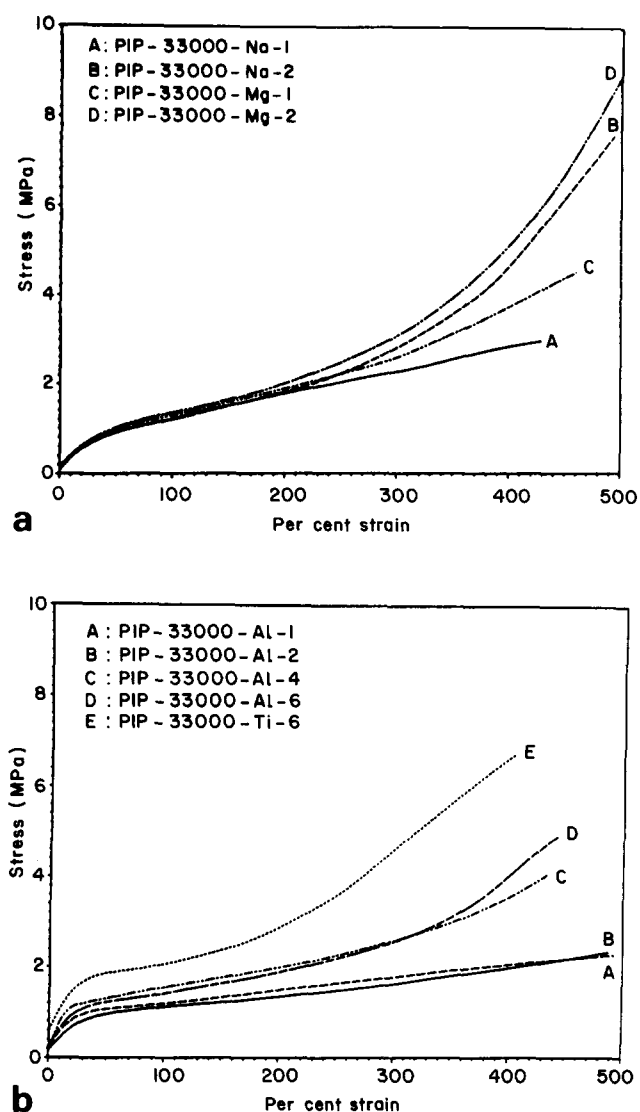 10
A: PIP-33000-Na-1
B: PIP-33000-Na-2
C: PIP-33000-Mg-1
D: PIP-33000-Mg-2
D
B
8
6
Stress (MPa)
C
4
A
2
0
0 100 200 300 400 500
a
Per cent strain
10
A : PIP-33000-Al-1
B : PIP-33000-Al-2
C : PIP-33000-Al-4
D : PIP-33000-Al-6
E : PIP-33000-Ti-6
8
E
6
Stress (MPa)
D
4
C
B
2
A
0
0 100 200 300 400 500
b
Per cent strain